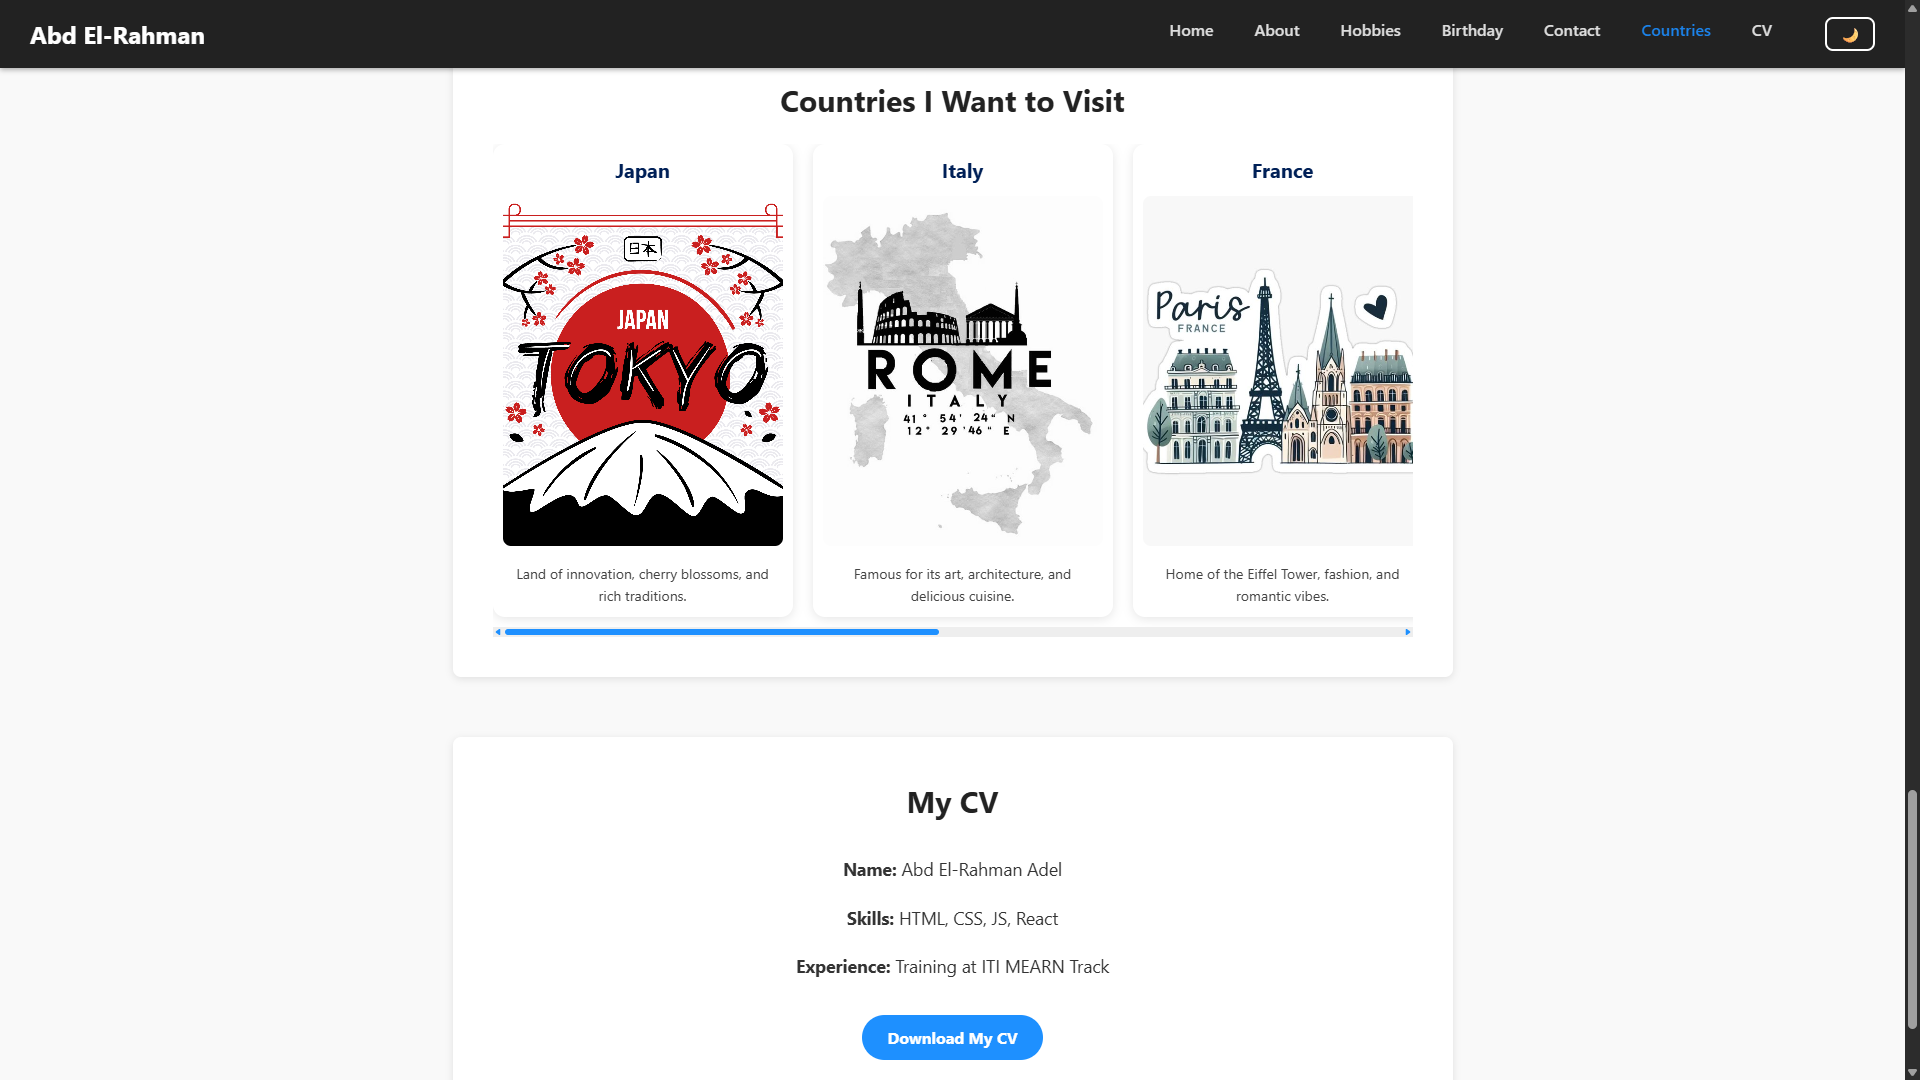 Abd El-Rahman
Home About Hobbies Birthday Contact Countries CV
Countries I Want to Visit
Japan
日本
JAPAN
TOKYO
Land of innovation, cherry blossoms, and
rich traditions.
Italy
ROME
ITALY
41° 54' 24" N
12° 29'46" E
Famous for its art, architecture, and
delicious cuisine.
France
Paris
FRANCE
Home of the Eiffel Tower, fashion, and
romantic vibes.
My CV
Name: Abd El-Rahman Adel
Skills: HTML, CSS, JS, React
Experience: Training at ITI MEARN Track
Download My CV